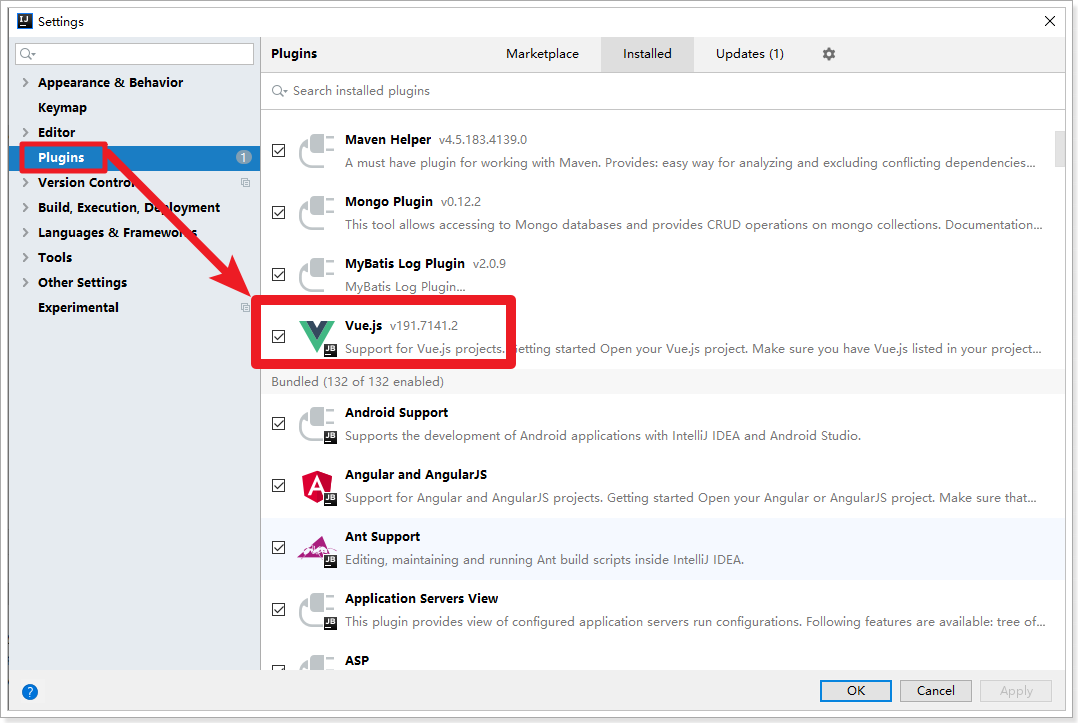 Settings
Plugins
Marketplace
Installed
Updates (1)
Appearance & Behavior
Keymap
Editor
Plugins
1
Version Control
Build, Execution, Deployment
Languages & Frameworks
Tools
Other Settings
Experimental
Search installed plugins
Maven Helper v4.5.183.4139.0
A must have plugin for working with Maven. Provides: easy way for analyzing and excluding conflicting dependencies...
Mongo Plugin v0.12.2
This tool allows accessing to Mongo databases and provides CRUD operations on mongo collections. Documentation...
MyBatis Log Plugin v2.0.9
MyBatis Log Plugin...
Vue.js v191.7141.2
JB
Support for Vue.js projects. Getting started Open your Vue.js project. Make sure you have Vue.js listed in your project...
Bundled (132 of 132 enabled)
Android Support
JB
Supports the development of Android applications with IntelliJ IDEA and Android Studio.
Angular and AngularJS
JB
Support for Angular and AngularJS projects. Getting started Open your Angular or AngularJS project. Make sure that...
Ant Support
JB
Editing, maintaining and running Ant build scripts inside IntelliJ IDEA.
Application Servers View
JB
This plugin provides view of configured application servers run configurations. Following features are available: tree of...
ASP
?
OK
Cancel
Apply